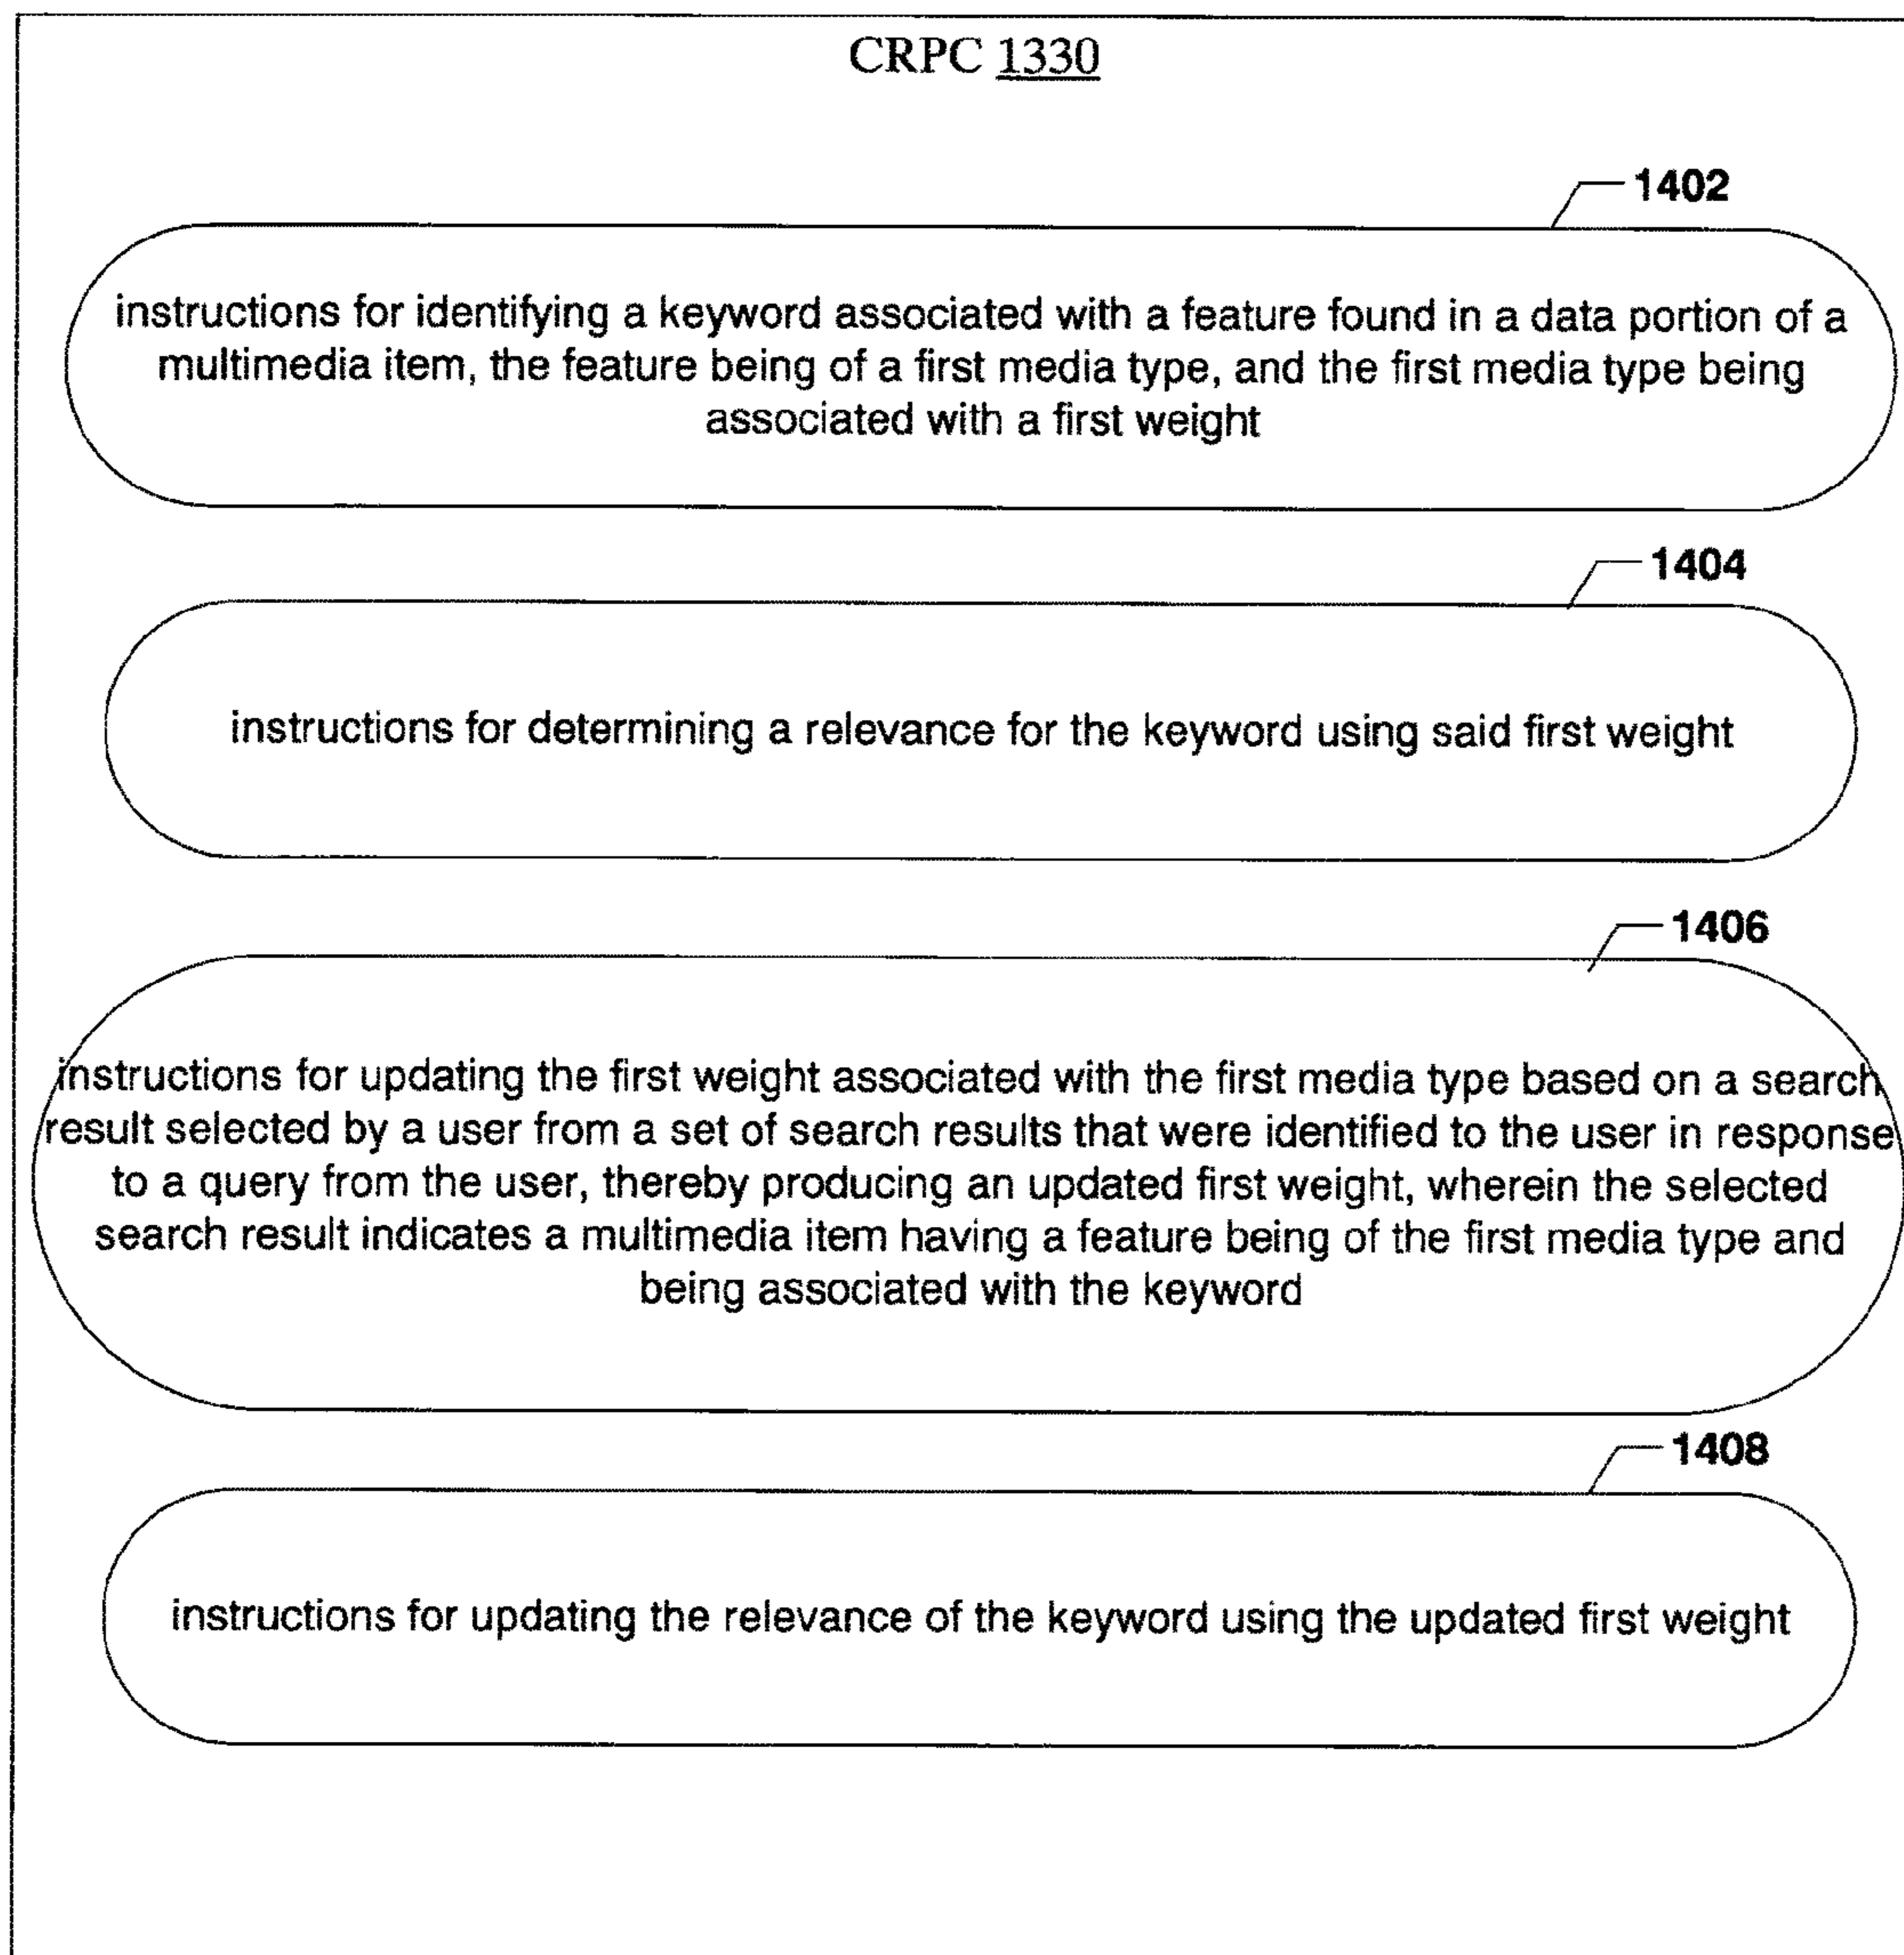 CRPC 1330
1402
instructions for identifying a keyword associated with a feature found in a data portion of a
multimedia item, the feature being of a first media type, and the first media type being
associated with a first weight
1404
instructions for determining a relevance for the keyword using said first weight
1406
instructions for updating the first weight associated with the first media type based on a search
result selected by a user from a set of search results that were identified to the user in response
to a query from the user, thereby producing an updated first weight, wherein the selected
search result indicates a multimedia item having a feature being of the first media type and
being associated with the keyword
1408
instructions for updating the relevance of the keyword using the updated first weight